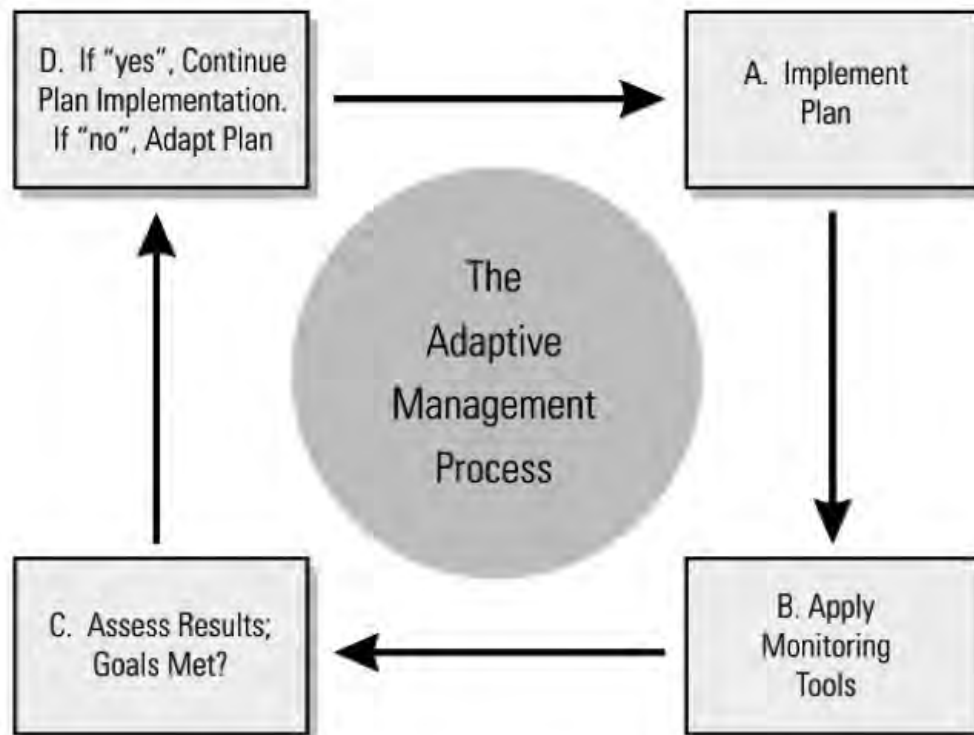 D. If “yes”, Continue
Plan Implementation.
If “no”, Adapt Plan
A. Implement
Plan
The
Adaptive
Management
Process
C. Assess Results;
Goals Met?
B. Apply
Monitoring
Tools